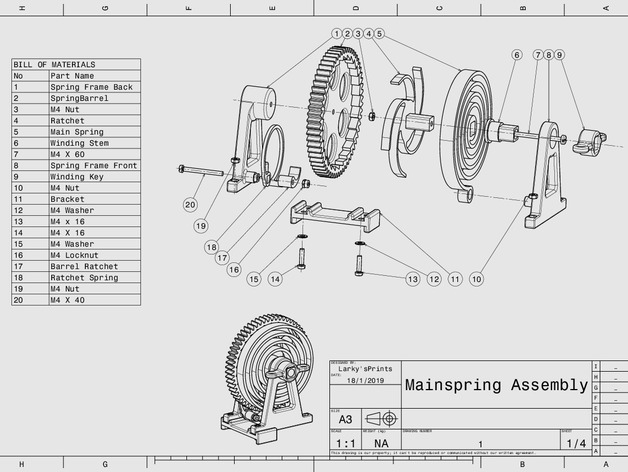 H G F E D C B A
1 2 3 4 5
6 7 8 9
BILL OF MATERIALS
No Part Name
1 Spring Frame Back
2 SpringBarrel
3 M4 Nut
4 Ratchet
5 Main Spring
6 Winding Stem
7 M4 X 60
8 Spring Frame Front
9 Winding Key
10 M4 Nut
11 Bracket
12 M4 Washer
13 M4 x 16
14 M4 X 16
15 M4 Washer
16 M4 Locknut
17 Barrel Ratchet
18 Ratchet Spring
19 M4 Nut
20 M4 X 40
20
19
18
17
16
15 14 13 12 11 10
DESIGNED BY:
Larky'sPrints
DATE:
18/1/2019
Mainspring Assembly
SIZE
A3
SCALE WEIGHT (kg) DRAWING NUMBER SHEET
1:1 NA 1 1/4
This drawing is our property; it can't be reproduced or communicated without our written agreement.
I _
H _
G _
F _
E _
D _
C _
B _
A _
H G B A